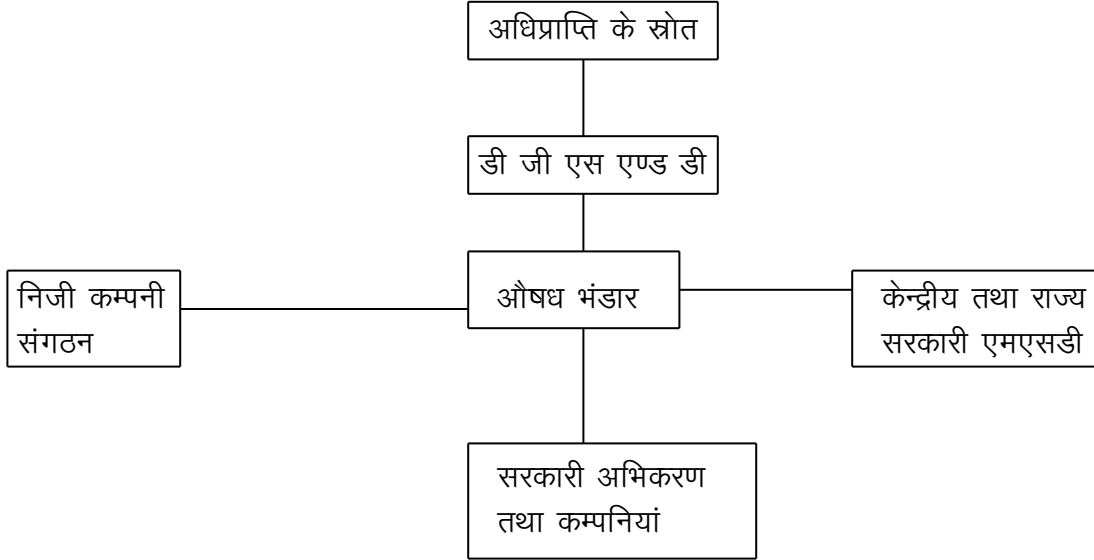 अधिप्राप्ति के स्रोत
डी जी एस एण्ड डी
औषध भंडार
निजी कम्पनी
संगठन
केन्द्रीय तथा राज्य
सरकारी एमएसडी
सरकारी अभिकरण
तथा कम्पनियां